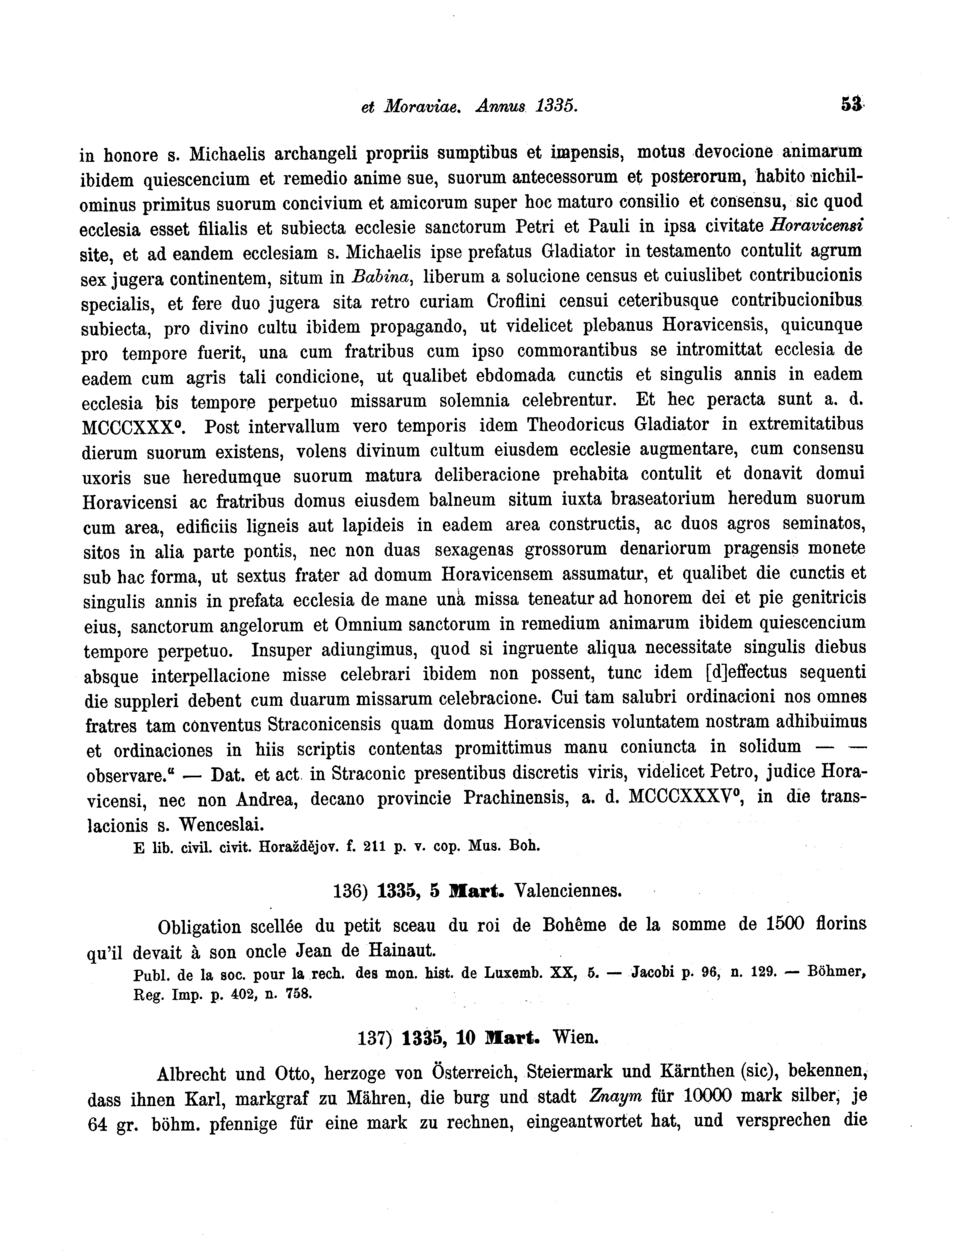 et Moraviae. Annus 1335. 53
in honore s. Michaelis archangeli propriis sumptibus et impensis, motus devocione animarum
ibidem quiescencium et remedio anime sue, suorum antecessorum et posterorum, habito nichil-
ominus primitus suorum concivium et amicorum super hoc maturo consilio et consensu, sic quod
ecclesia esset filialis et subiecta ecclesie sanctorum Petri et Pauli in ipsa civitate Horavicensi
site, et ad eandem ecclesiam s. Michaelis ipse prefatus Gladiator in testamento contulit agrum
sex jugera continentem, situm in Babina, liberum a solucione census et cuiuslibet contribucionis
specialis, et fere duo jugera sita retro curiam Croflini censui ceteribusque contribucionibus
subiecta, pro divino cultu ibidem propagando, ut videlicet plebanus Horavicensis, quicunque
pro tempore fuerit, una cum fratribus cum ipso commorantibus se intromittat ecclesia de
eadem cum agris tali condicione, ut qualibet ebdomada cunctis et singulis annis in eadem
ecclesia bis tempore perpetuo missarum solemnia celebrentur. Et hec peracta sunt a. d.
MCCCXXX⁰. Post intervallum vero temporis idem Theodoricus Gladiator in extremitatibus
dierum suorum existens, volens divinum cultum eiusdem ecclesie augmentare, cum consensu
uxoris sue heredumque suorum matura deliberacione prehabita contulit et donavit domui
Horavicensi ac fratribus domus eiusdem balneum situm iuxta braseatorium heredum suorum
cum area, edificiis ligneis aut lapideis in eadem area constructis, ac duos agros seminatos,
sitos in alia parte pontis, nec non duas sexagenas grossorum denariorum pragensis monete
sub hac forma, ut sextus frater ad domum Horavicensem assumatur, et qualibet die cunctis et
singulis annis in prefata ecclesia de mane unà missa teneatur ad honorem dei et pie genitricis
eius, sanctorum angelorum et Omnium sanctorum in remedium animarum ibidem quiescencium
tempore perpetuo. Insuper adiungimus, quod si ingruente aliqua necessitate singulis diebus
absque interpellacione misse celebrari ibidem non possent, tunc idem [d]effectus sequenti
die suppleri debent cum duarum missarum celebracione. Cui tam salubri ordinacioni nos omnes
fratres tam conventus Straconicensis quam domus Horavicensis voluntatem nostram adhibuimus
et ordinaciones in hiis scriptis contentas promittimus manu coniuncta in solidum — —
observare.“ — Dat. et act. in Straconic presentibus discretis viris, videlicet Petro, judice Hora-
vicensi, nec non Andrea, decano provincie Prachinensis, a. d. MCCCXXXV⁰, in die trans-
lacionis s. Wenceslai.
E lib. civil. civit. Horaždějov. f. 211 p. v. cop. Mus. Boh.
136) 1335, 5 Mart. Valenciennes.
Obligation scellée du petit sceau du roi de Bohême de la somme de 1500 florins
qu'il devait à son oncle Jean de Hainaut.
Publ. de la soc. pour la rech. des mon. hist. de Luxemb. XX, 5. — Jacobi p. 96, n. 129. — Böhmer,
Reg. Imp. p. 402, n. 758.
137) 1335, 10 Mart. Wien.
Albrecht und Otto, herzoge von Österreich, Steiermark und Kärnthen (sic), bekennen,
dass ihnen Karl, markgraf zu Mähren, die burg und stadt Znaym für 10000 mark silber, je
64 gr. böhm. pfennige für eine mark zu rechnen, eingeantwortet hat, und versprechen die